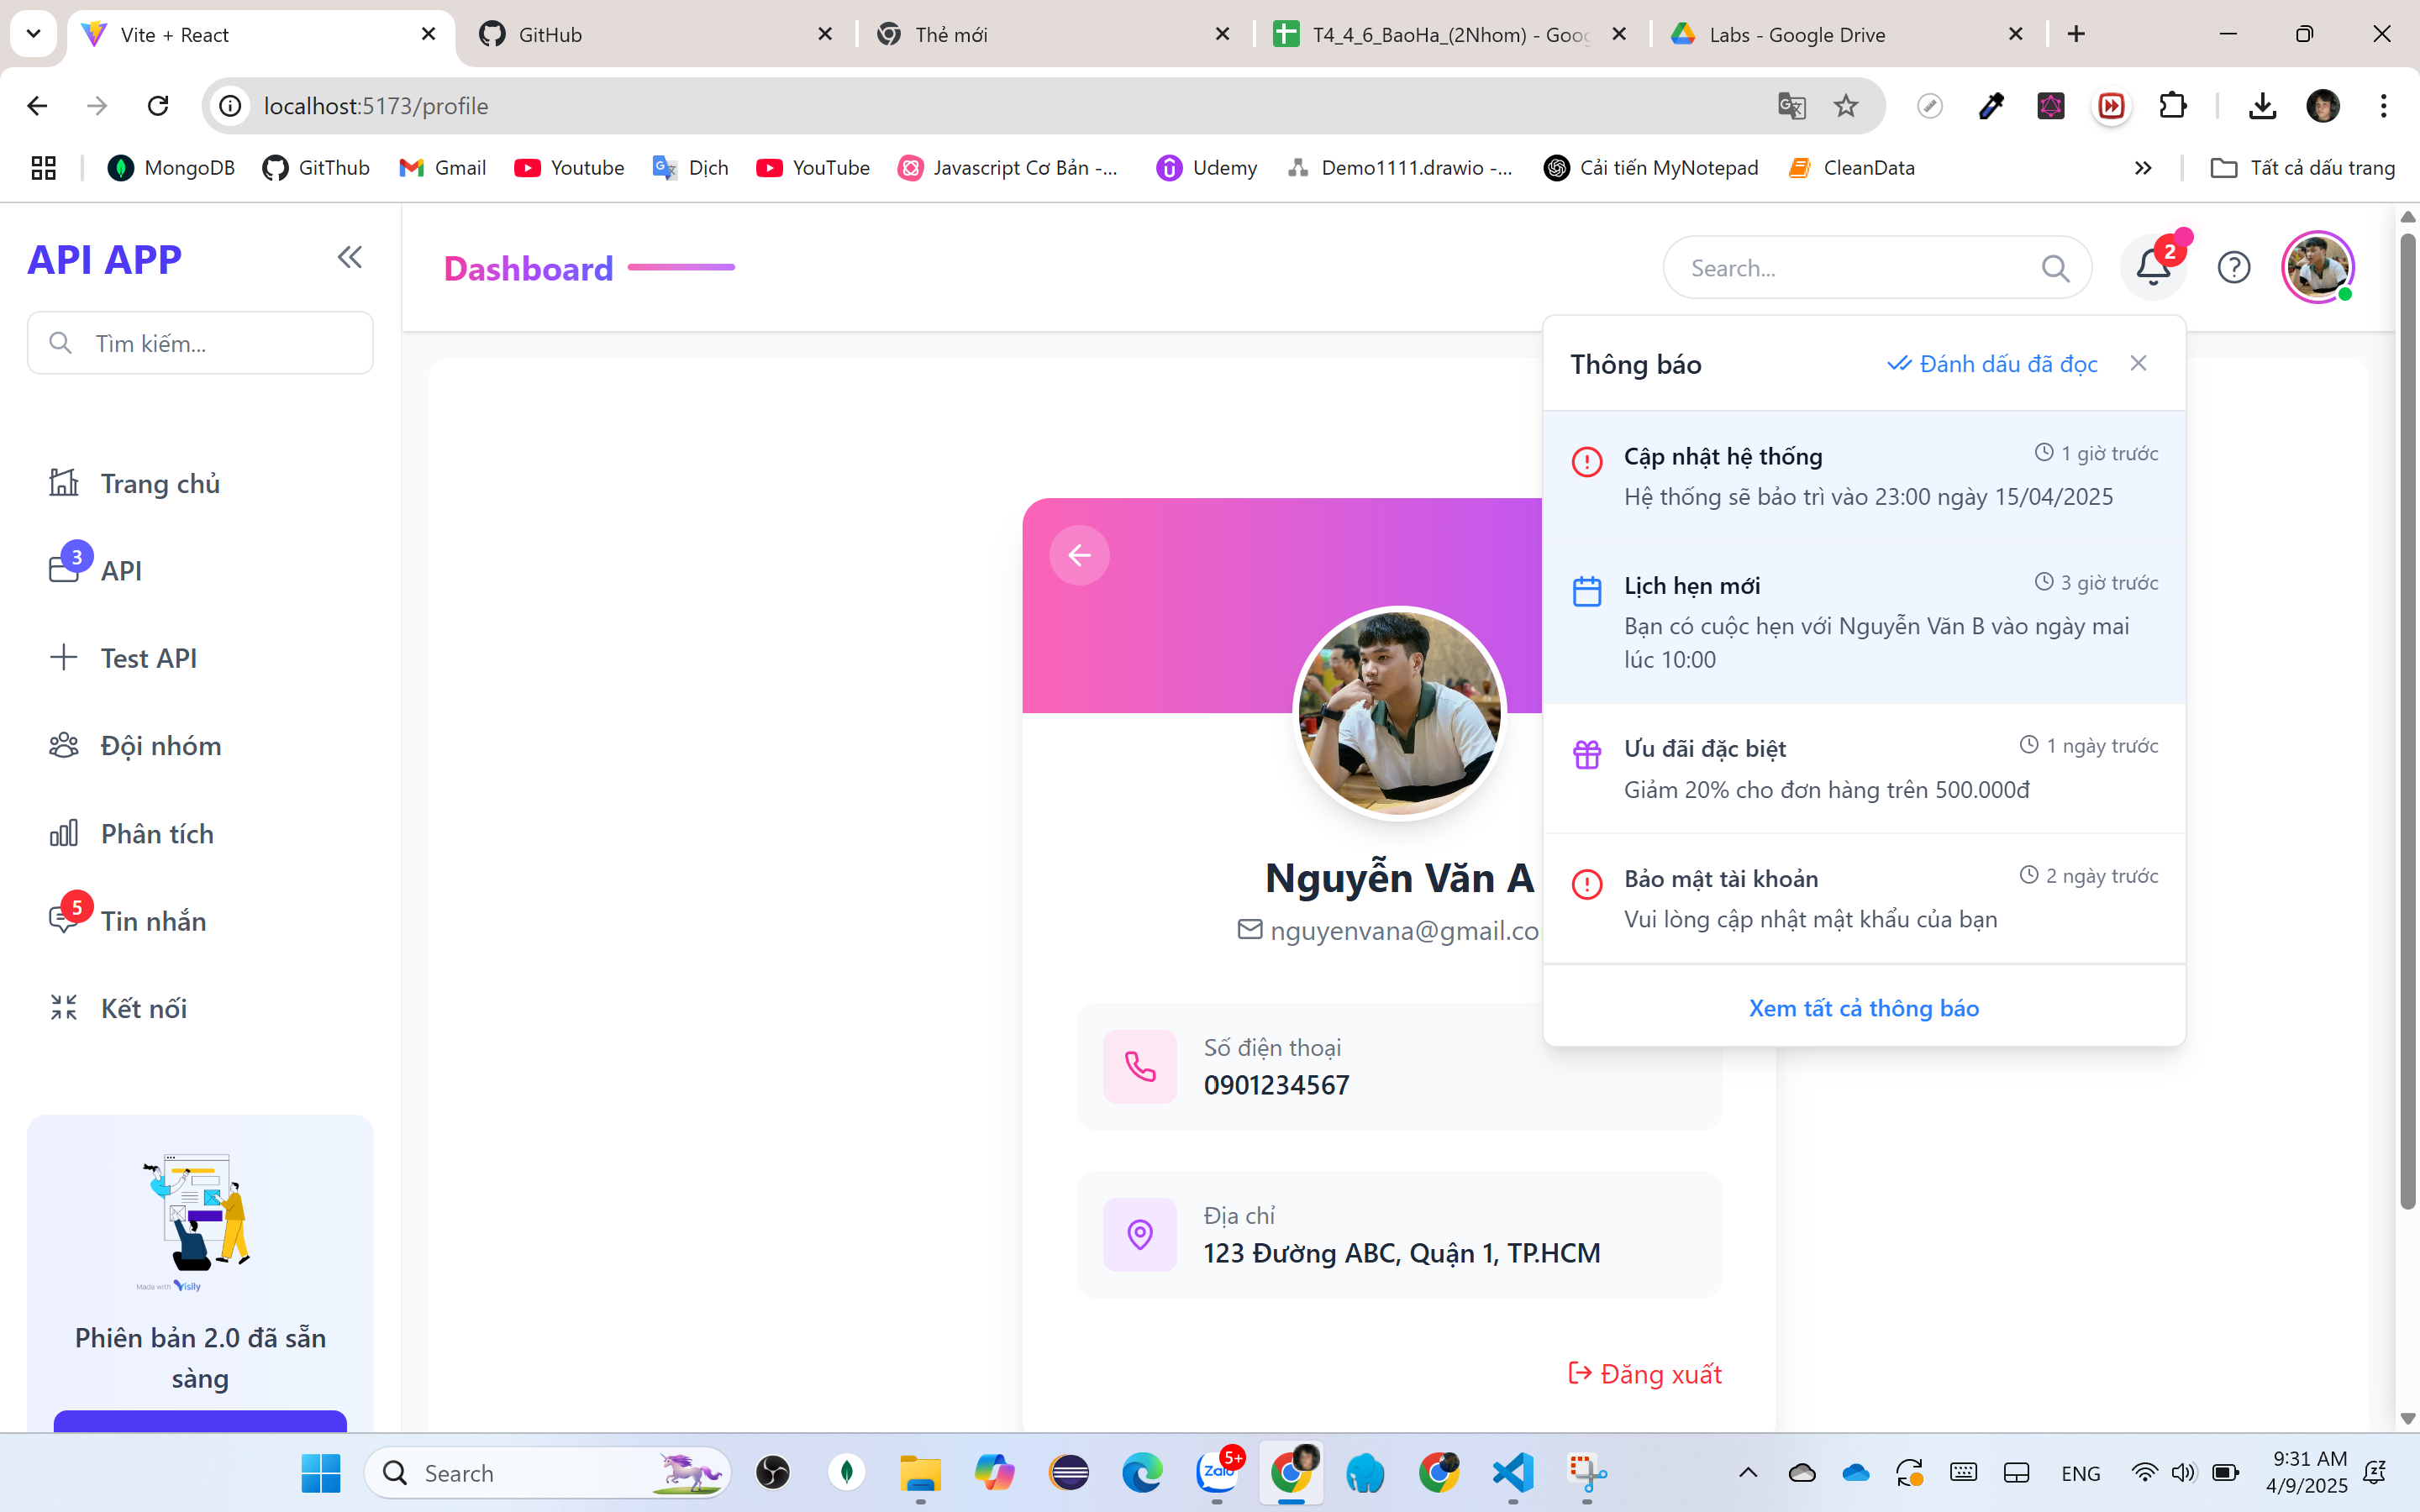 Vite + React
GitHub
Thẻ mới
T4_4_6_BaoHa_(2Nhom) - Goog
Labs - Google Drive
localhost:5173/profile
MongoDB
GitThub
Gmail
Youtube
Dịch
YouTube
Javascript Cơ Bản -...
Udemy
Demo1111.drawio -...
Cải tiến MyNotepad
CleanData
Tất cả dấu trang
API APP
Tìm kiếm...
Trang chủ
3
API
Test API
Đội nhóm
Phân tích
5
Tin nhắn
Kết nối
Made with Visily
Phiên bản 2.0 đã sẵn
sàng
Dashboard
Search...
2
Nguyễn Văn A
nguyenvana@gmail.co
Số điện thoại
0901234567
Địa chỉ
123 Đường ABC, Quận 1, TP.HCM
Đăng xuất
Thông báo
Đánh dấu đã đọc
Cập nhật hệ thống
1 giờ trước
Hệ thống sẽ bảo trì vào 23:00 ngày 15/04/2025
Lịch hẹn mới
3 giờ trước
Bạn có cuộc hẹn với Nguyễn Văn B vào ngày mai
lúc 10:00
Ưu đãi đặc biệt
1 ngày trước
Giảm 20% cho đơn hàng trên 500.000đ
Bảo mật tài khoản
2 ngày trước
Vui lòng cập nhật mật khẩu của bạn
Xem tất cả thông báo
Search
Zalo
5+
ENG
9:31 AM
4/9/2025